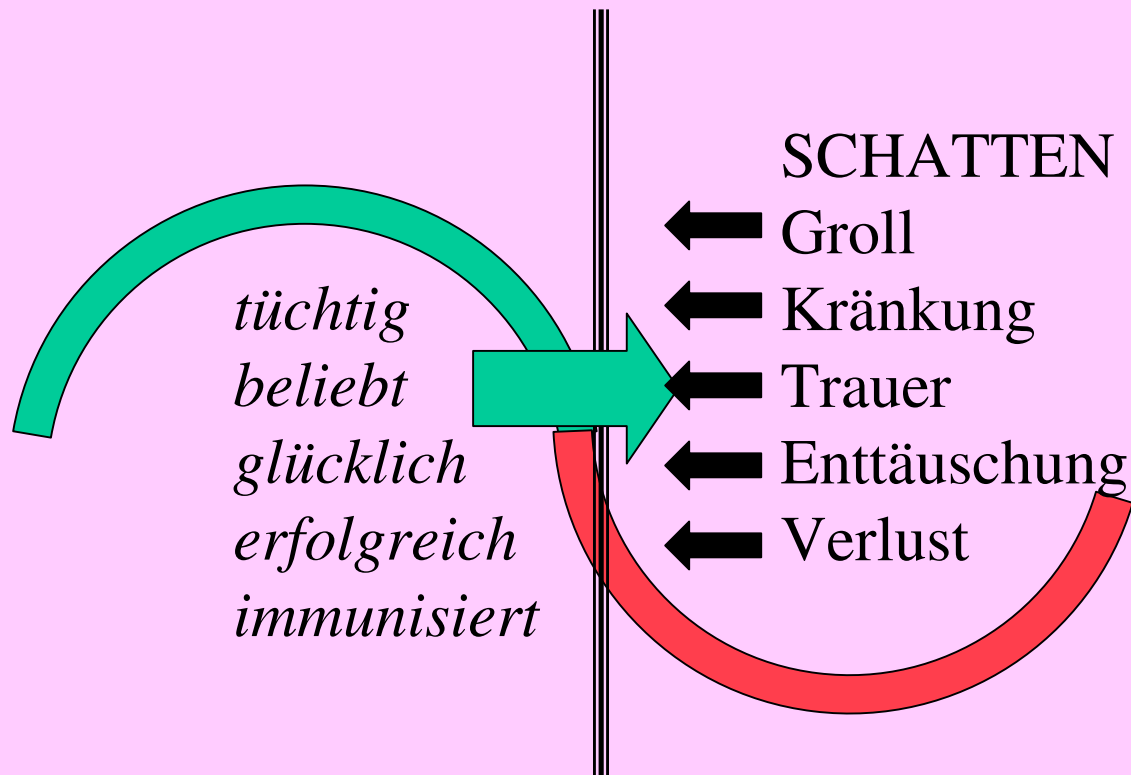 tüchtig
beliebt
glücklich
erfolgreich
immunisiert
SCHATTEN
Groll
Kränkung
Trauer
Enttäuschung
Verlust